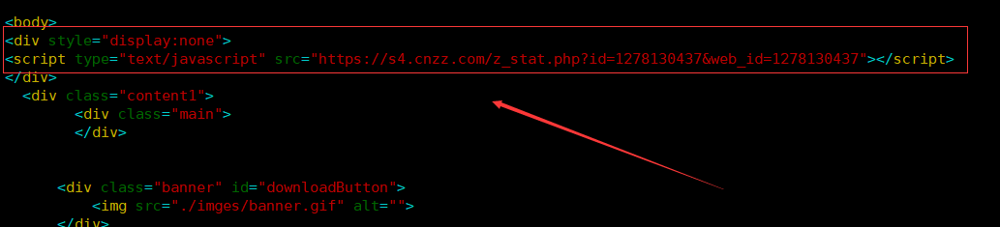 <body>
<div style="display:none">
<script type="text/javascript" src="https://s4.cnzz.com/z_stat.php?id=1278130437&web_id=1278130437"></script>
</div>
<div class="content1">
<div class="main">
</div>
<div class="banner" id="downloadButton">
<img src="./imges/banner.gif" alt="">
</div>